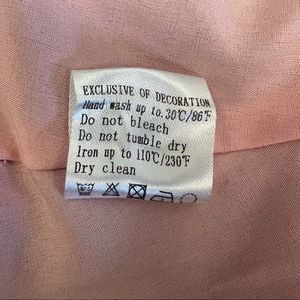 EXCLUSIVE OF DECORATION
Hand wash up to 30℃/86℉
Do not bleach
Do not tumble dry
Iron up to 110℃/230℉
Dry clean